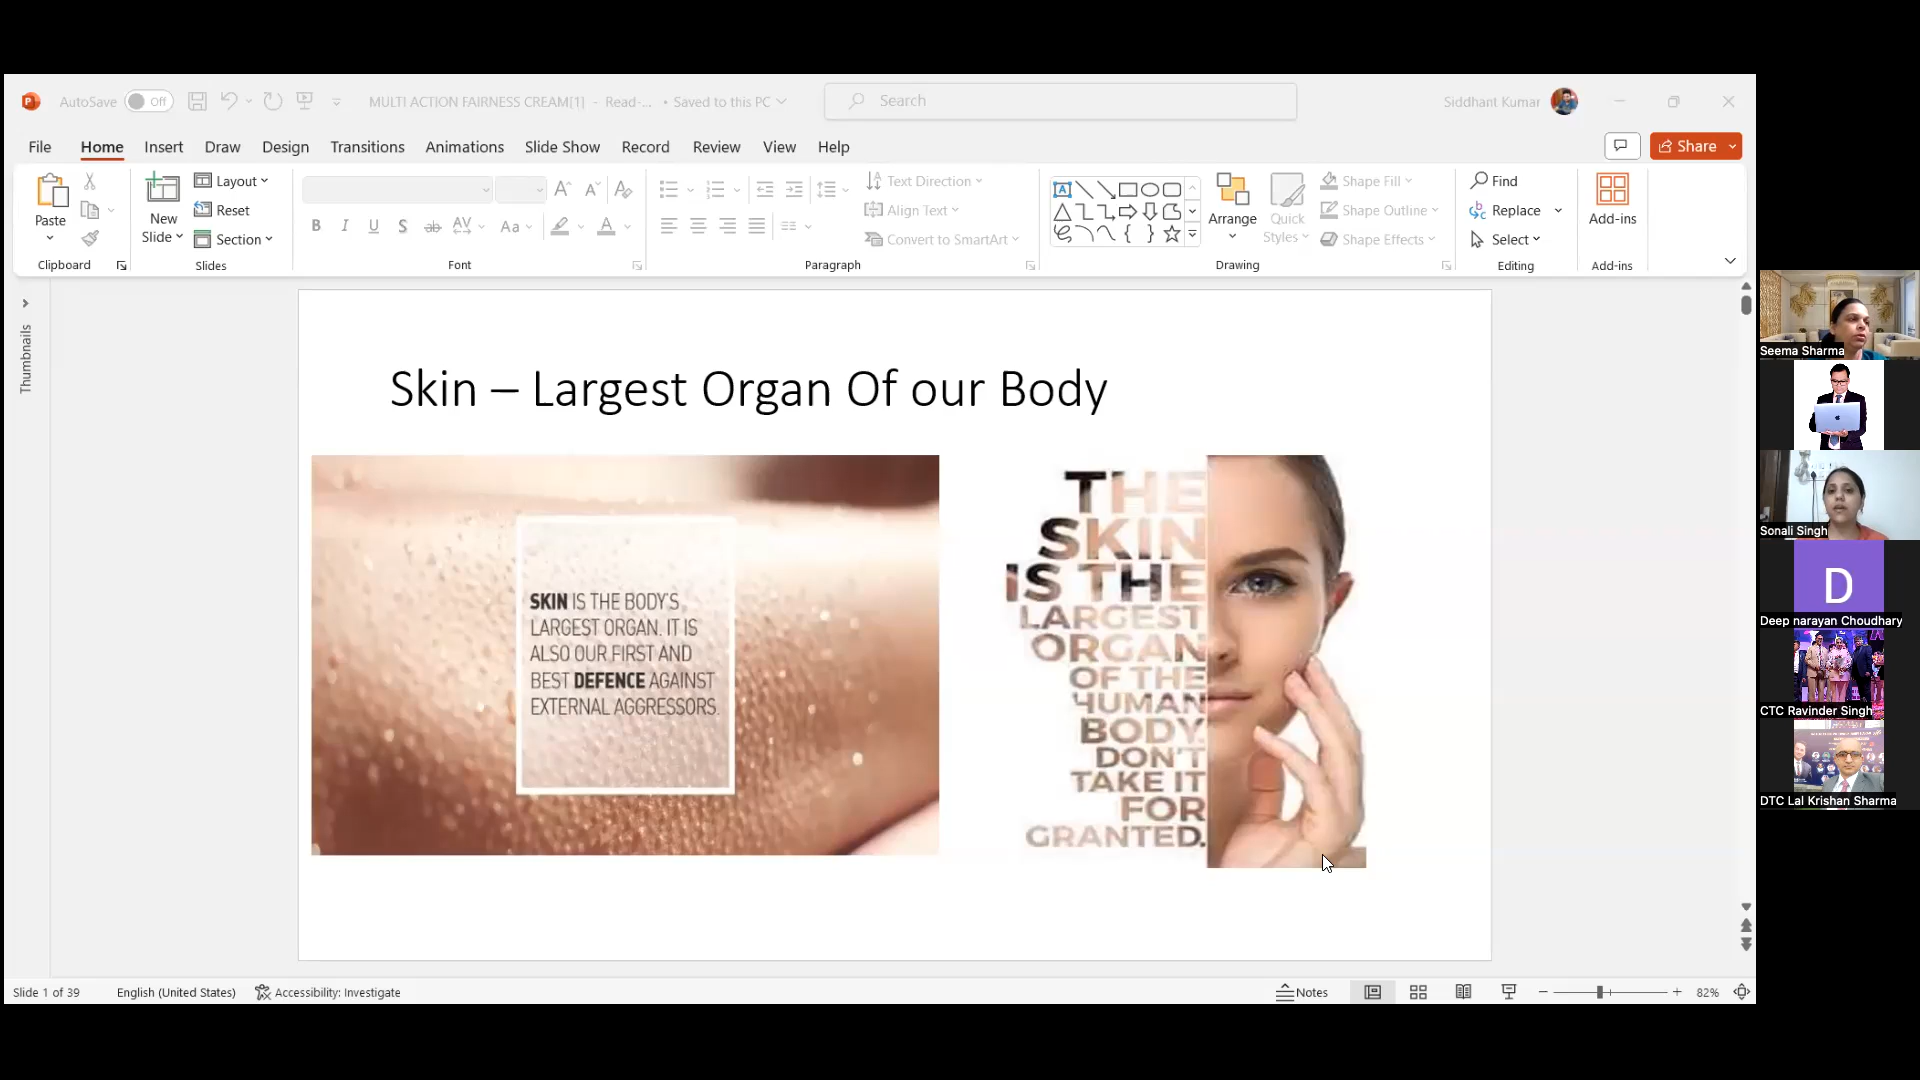 AutoSave Off MULTI ACTION FAIRNESS CREAM[1] - Read-... • Saved to this PC Search Siddhant Kumar
File Home Insert Draw Design Transitions Animations Slide Show Record Review View Help Share
Paste
New
Slide
Layout
Reset
Section
B I U S ab AV Aa A
Text Direction
Align Text
Convert to SmartArt
Arrange
Quick
Styles
Shape Fill
Shape Outline
Shape Effects
Find
Replace
Select
Add-ins
Clipboard Slides Font Paragraph Drawing Editing Add-ins
Thumbnails
Skin – Largest Organ Of our Body
SKIN IS THE BODY'S
LARGEST ORGAN. IT IS
ALSO OUR FIRST AND
BEST DEFENCE AGAINST
EXTERNAL AGGRESSORS.
THE
SKIN
IS THE
LARGEST
ORGAN
OF THE
HUMAN
BODY.
DON'T
TAKE IT
FOR
GRANTED.
Seema Sharma
Sonali Singh
D
Deep narayan Choudhary
CTC Ravinder Singh
DTC Lal Krishan Sharma
Slide 1 of 39 English (United States) Accessibility: Investigate Notes 82%